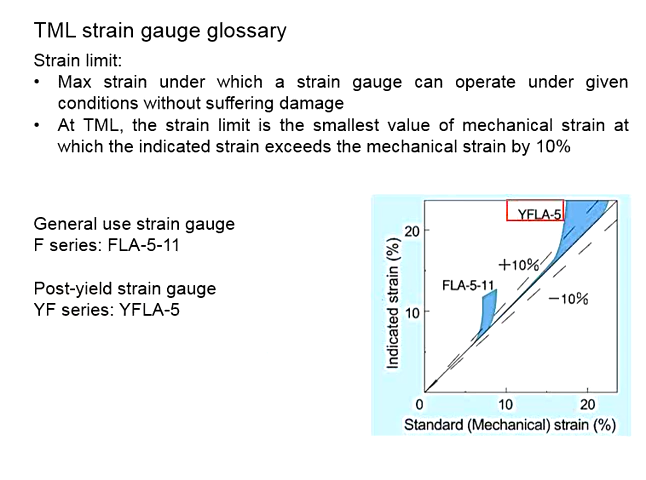 TML strain gauge glossary
Strain limit:
• Max strain under which a strain gauge can operate under given
conditions without suffering damage
• At TML, the strain limit is the smallest value of mechanical strain at
which the indicated strain exceeds the mechanical strain by 10%
General use strain gauge
F series: FLA-5-11
Post-yield strain gauge
YF series: YFLA-5
YFLA-5
20
+10%
FLA-5-11
−10%
10
Indicated strain (%)
0 10 20
Standard (Mechanical) strain (%)